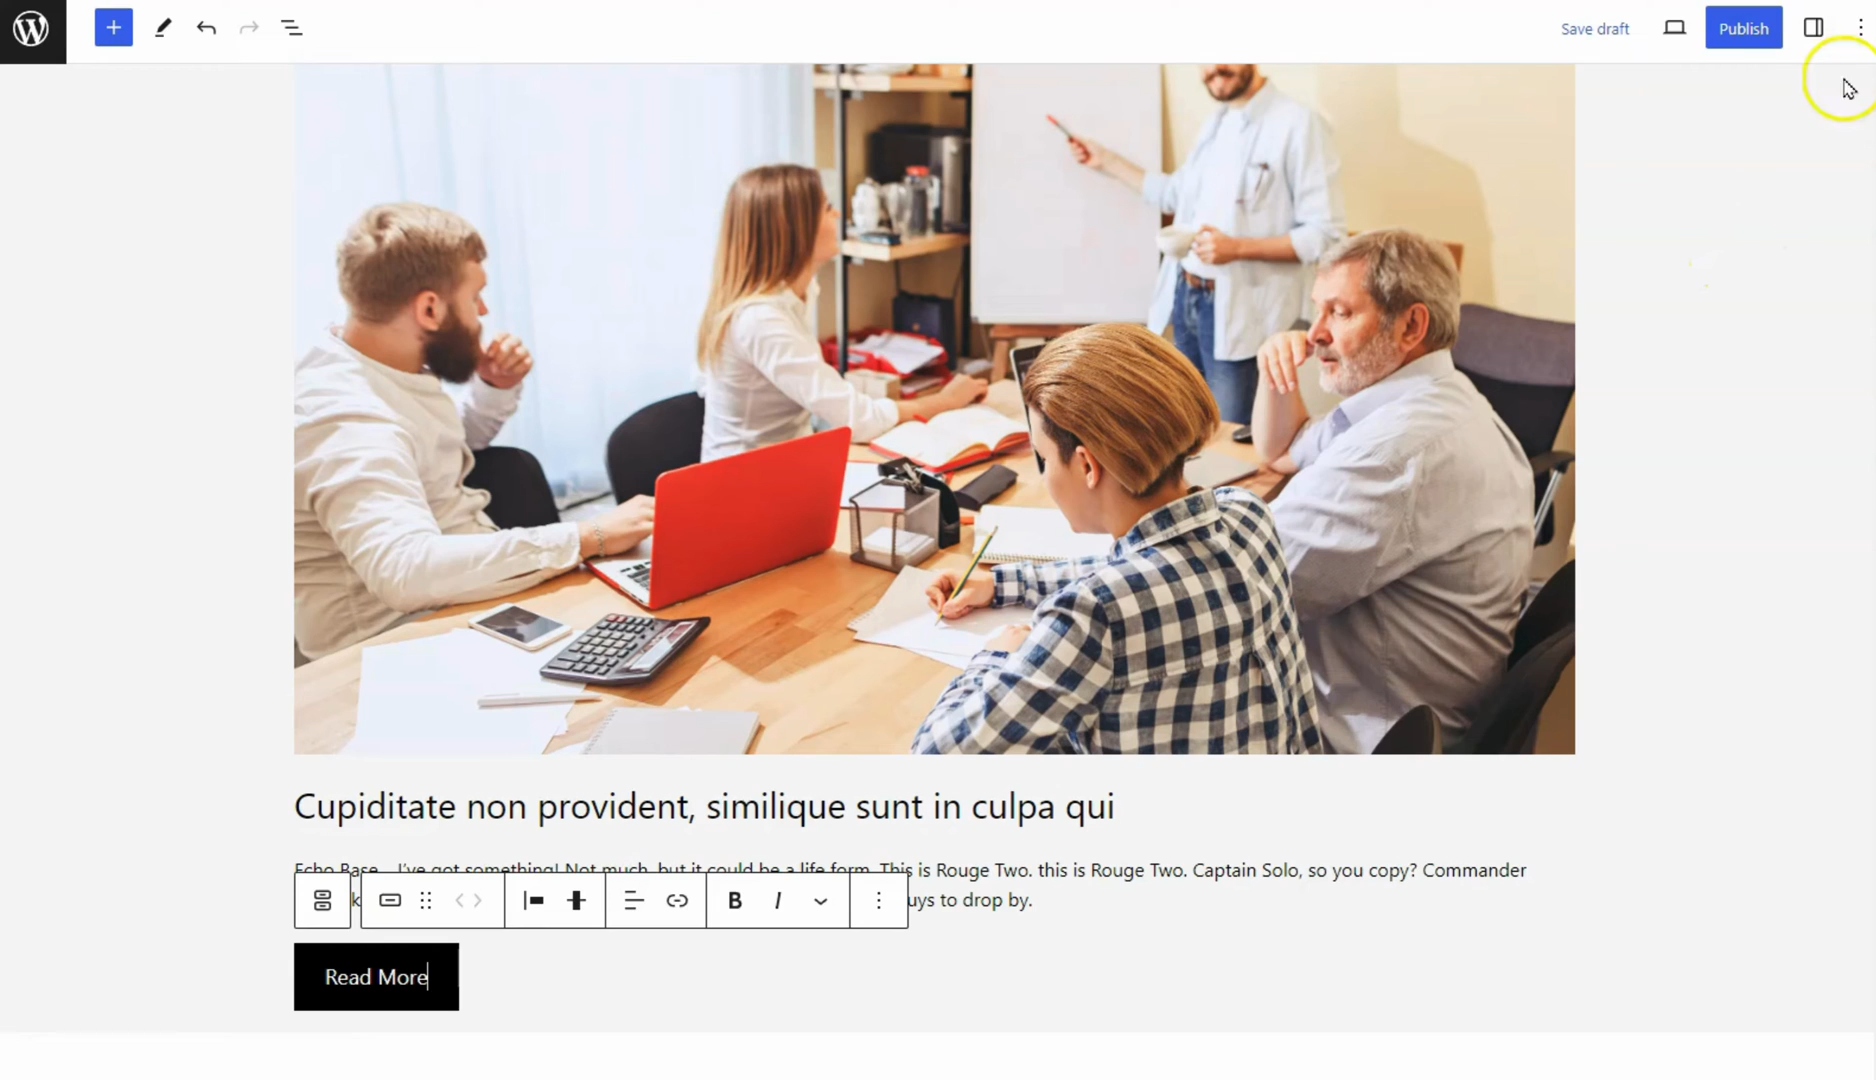 Save draft
Publish
Cupiditate non provident, similique sunt in culpa qui
Echo Base... I've got something! Not much, but it could be a life form. This is Rouge Two. this is Rouge Two. Captain Solo, so you copy? Commander
uys to drop by.
B I
Read More